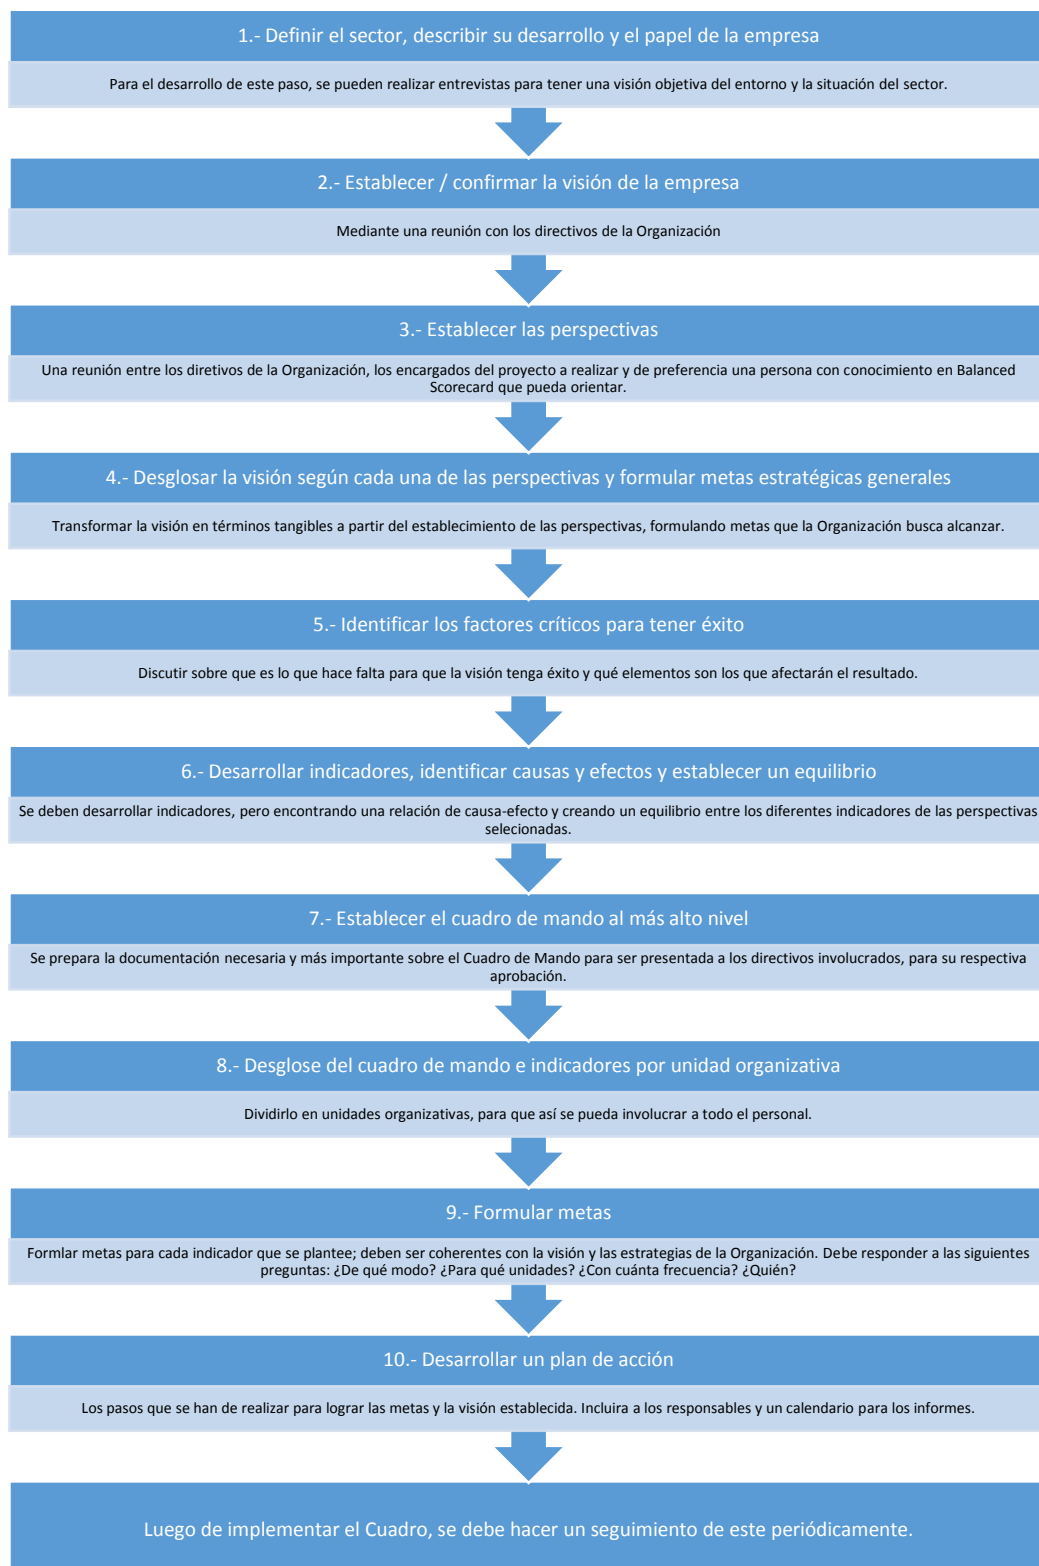 1.- Definir el sector, describir su desarrollo y el papel de la empresa
Para el desarrollo de este paso, se pueden realizar entrevistas para tener una visión objetiva del entorno y la situación del sector.
2.- Establecer / confirmar la visión de la empresa
Mediante una reunión con los directivos de la Organización
3.- Establecer las perspectivas
Una reunión entre los diretivos de la Organización, los encargados del proyecto a realizar y de preferencia una persona con conocimiento en Balanced
Scorecard que pueda orientar.
4.- Desglosar la visión según cada una de las perspectivas y formular metas estratégicas generales
Transformar la visión en términos tangibles a partir del establecimiento de las perspectivas, formulando metas que la Organización busca alcanzar.
5.- Identificar los factores críticos para tener éxito
Discutir sobre que es lo que hace falta para que la visión tenga éxito y qué elementos son los que afectarán el resultado.
6.- Desarrollar indicadores, identificar causas y efectos y establecer un equilibrio
Se deben desarrollar indicadores, pero encontrando una relación de causa-efecto y creando un equilibrio entre los diferentes indicadores de las perspectivas
selecionadas.
7.- Establecer el cuadro de mando al más alto nivel
Se prepara la documentación necesaria y más importante sobre el Cuadro de Mando para ser presentada a los directivos involucrados, para su respectiva
aprobación.
8.- Desglose del cuadro de mando e indicadores por unidad organizativa
Dividirlo en unidades organizativas, para que así se pueda involucrar a todo el personal.
9.- Formular metas
Formlar metas para cada indicador que se plantee; deben ser coherentes con la visión y las estrategias de la Organización. Debe responder a las siguientes
preguntas: ¿De qué modo? ¿Para qué unidades? ¿Con cuánta frecuencia? ¿Quién?
10.- Desarrollar un plan de acción
Los pasos que se han de realizar para lograr las metas y la visión establecida. Incluira a los responsables y un calendario para los informes.
Luego de implementar el Cuadro, se debe hacer un seguimiento de este periódicamente.